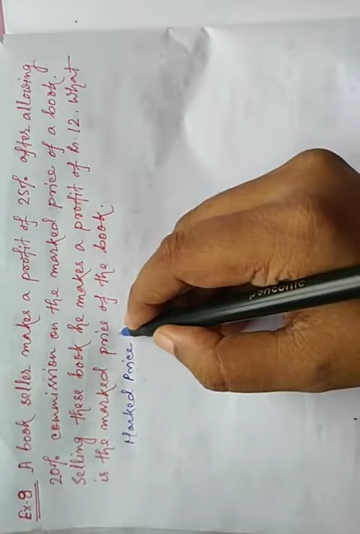 Ex.9 A book seller makes a profit of 25% after allowing
20% commission on the marked price of a book.
Selling these book he makes a profit of Rs. 12. What
is the marked price of the book.
Marked Price
Penconic